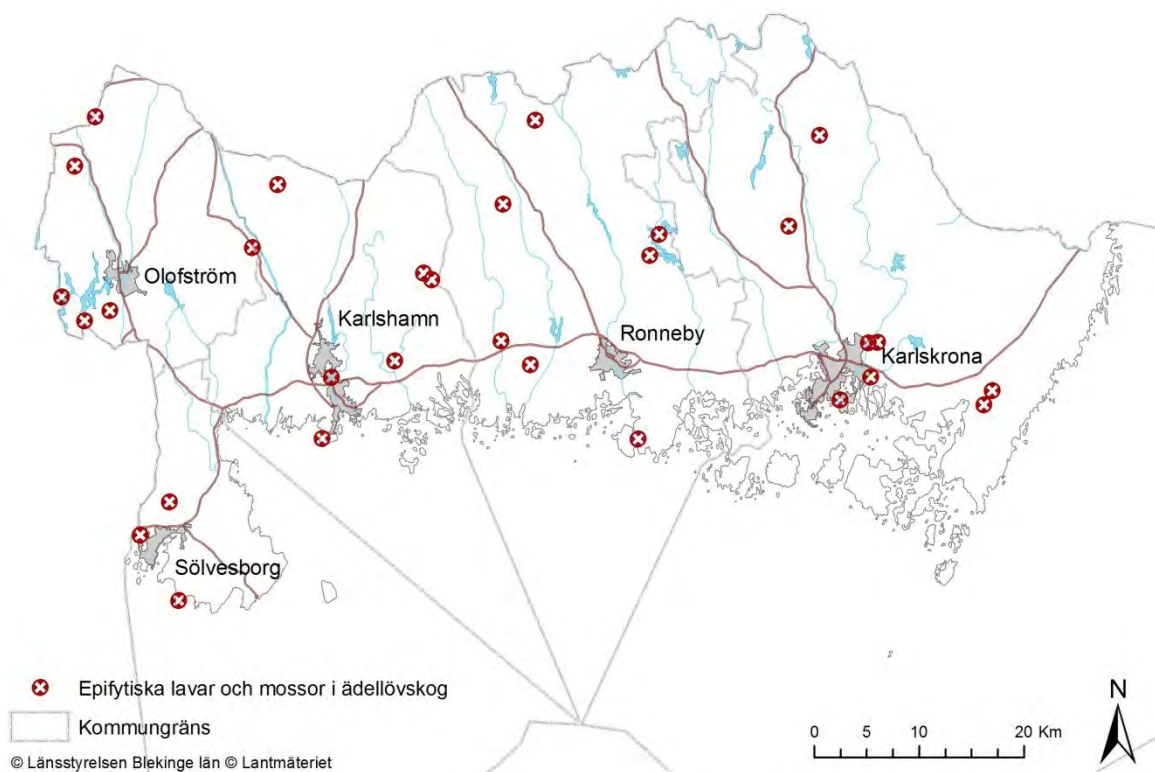 Olofström
Karlshamn
Ronneby
Karlskrona
Sölvesborg
Epifytiska lavar och mossor i ädellövskog
Kommungräns
© Länsstyrelsen Blekinge län © Lantmäteriet
N
0 5 10 20 Km